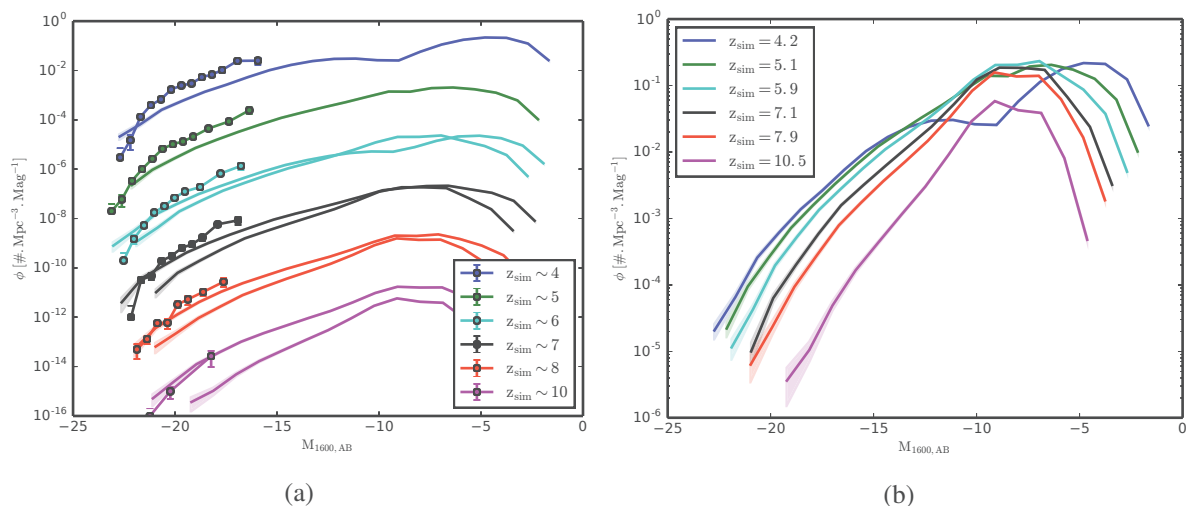 10^0
10^-2
10^-4
10^-6
10^-8
10^-10
10^-12
10^-14
10^-16
ϕ [#.Mpc^-3.Mag^-1]
−25 −20 −15 −10 −5 0
M_1600,AB
z_sim ∼ 4
z_sim ∼ 5
z_sim ∼ 6
z_sim ∼ 7
z_sim ∼ 8
z_sim ∼ 10
(a)
10^0
10^-1
10^-2
10^-3
10^-4
10^-5
10^-6
ϕ [#.Mpc^-3.Mag^-1]
−25 −20 −15 −10 −5 0
M_1600,AB
z_sim = 4.2
z_sim = 5.1
z_sim = 5.9
z_sim = 7.1
z_sim = 7.9
z_sim = 10.5
(b)